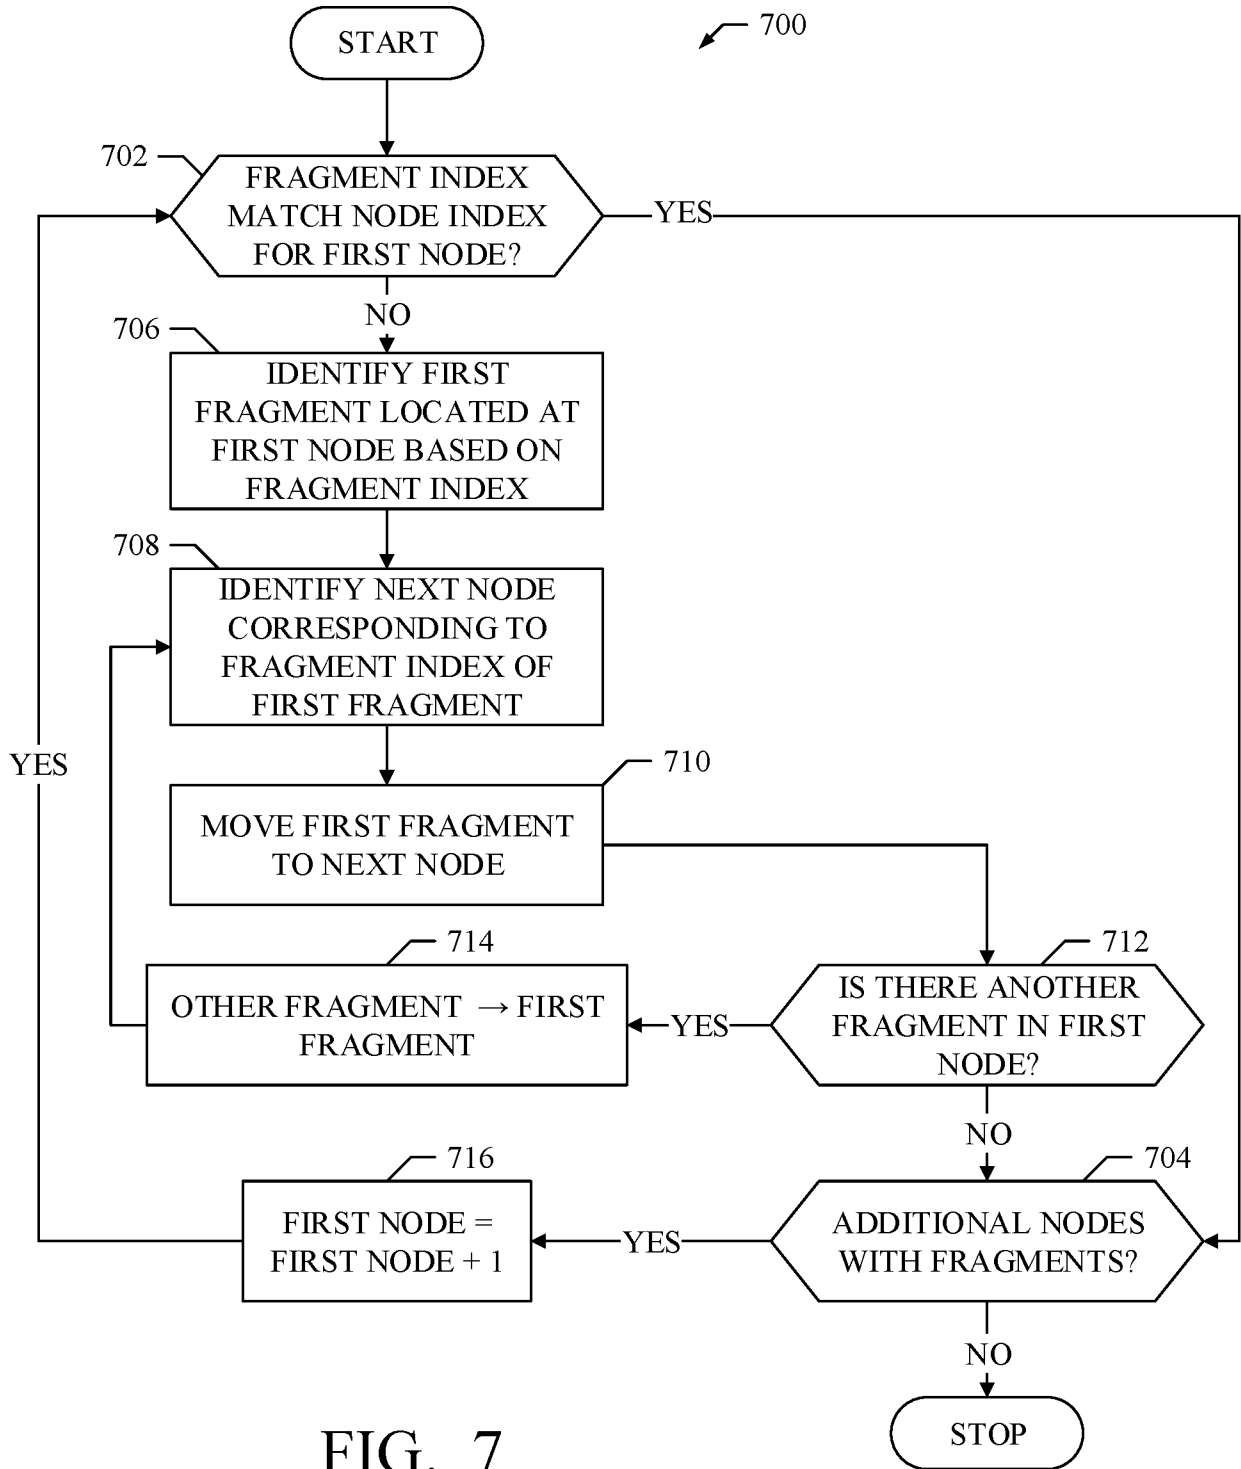 START
700
702
FRAGMENT INDEX
MATCH NODE INDEX
FOR FIRST NODE?
YES
NO
706
IDENTIFY FIRST
FRAGMENT LOCATED AT
FIRST NODE BASED ON
FRAGMENT INDEX
708
IDENTIFY NEXT NODE
CORRESPONDING TO
FRAGMENT INDEX OF
FIRST FRAGMENT
YES
710
MOVE FIRST FRAGMENT
TO NEXT NODE
714
OTHER FRAGMENT → FIRST
FRAGMENT
YES
712
IS THERE ANOTHER
FRAGMENT IN FIRST
NODE?
NO
716
FIRST NODE =
FIRST NODE + 1
YES
704
ADDITIONAL NODES
WITH FRAGMENTS?
NO
STOP
FIG. 7